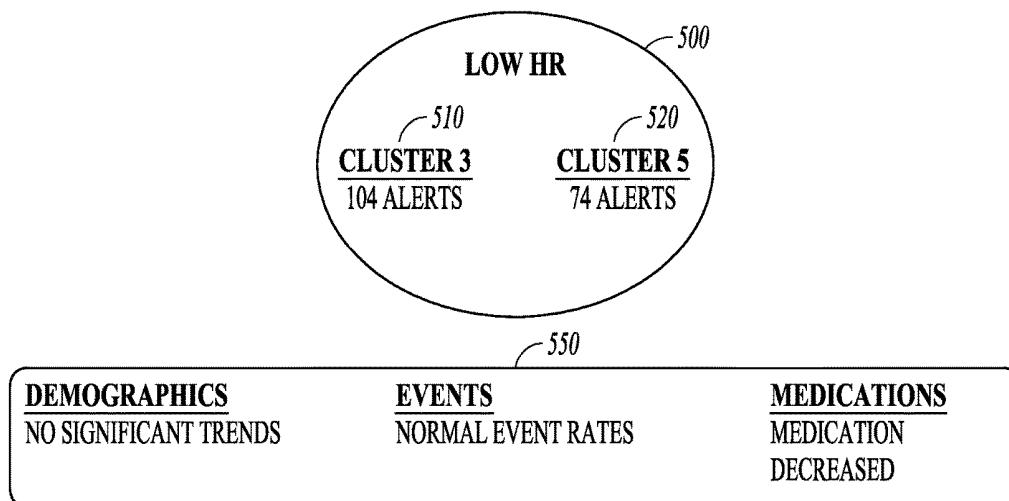 500
LOW HR
510
520
CLUSTER 3
CLUSTER 5
104 ALERTS
74 ALERTS
550
DEMOGRAPHICS
EVENTS
MEDICATIONS
NO SIGNIFICANT TRENDS
NORMAL EVENT RATES
MEDICATION
DECREASED